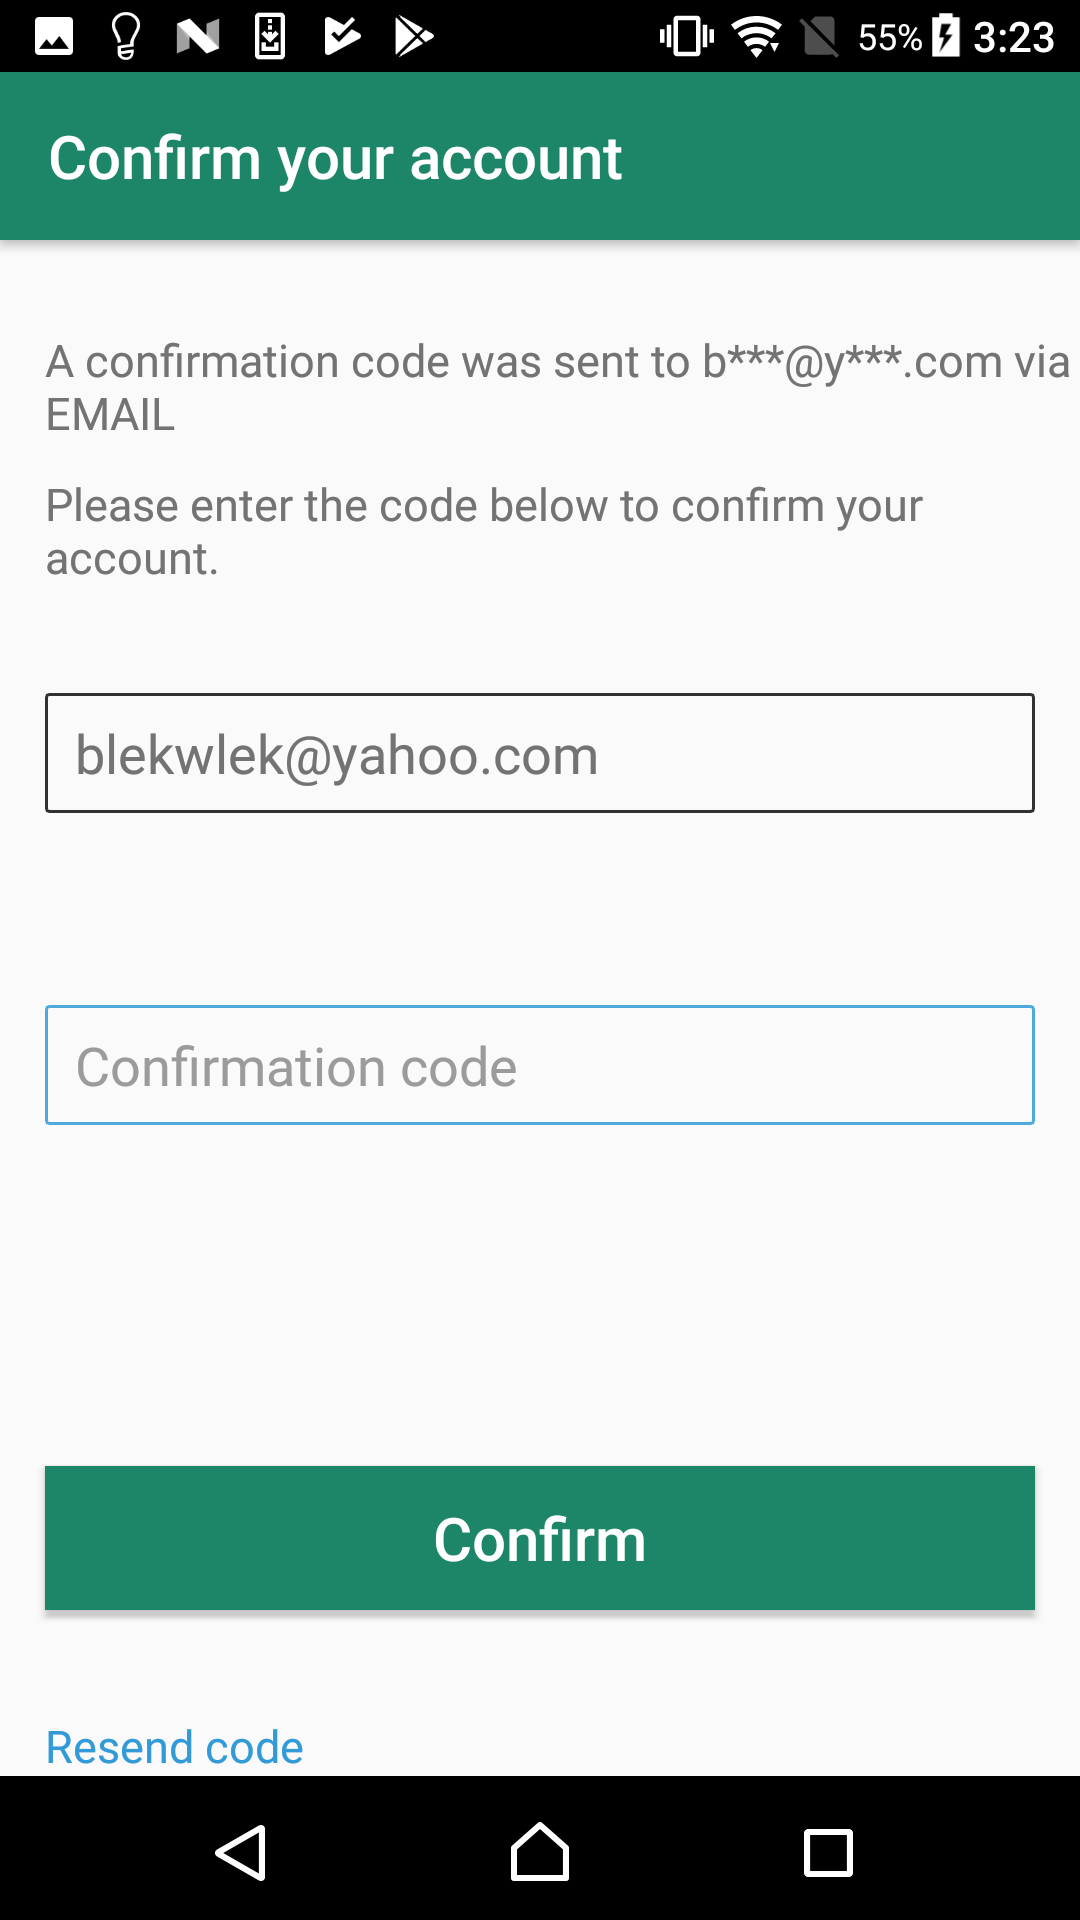 55% 3:23
Confirm your account
A confirmation code was sent to b***@y***.com via
EMAIL
Please enter the code below to confirm your
account.
blekwlek@yahoo.com
Confirmation code
Confirm
Resend code